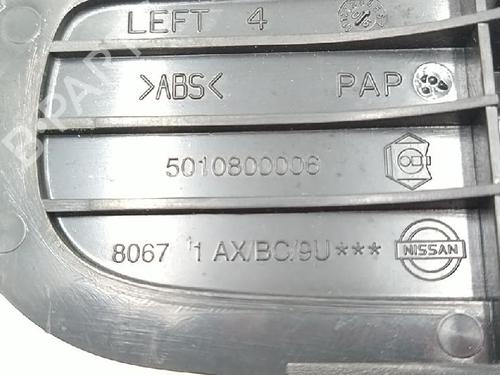 LEFT 4
>ABS< PAP
5010800006
8067 1 AX/BC/9U***
NISSAN